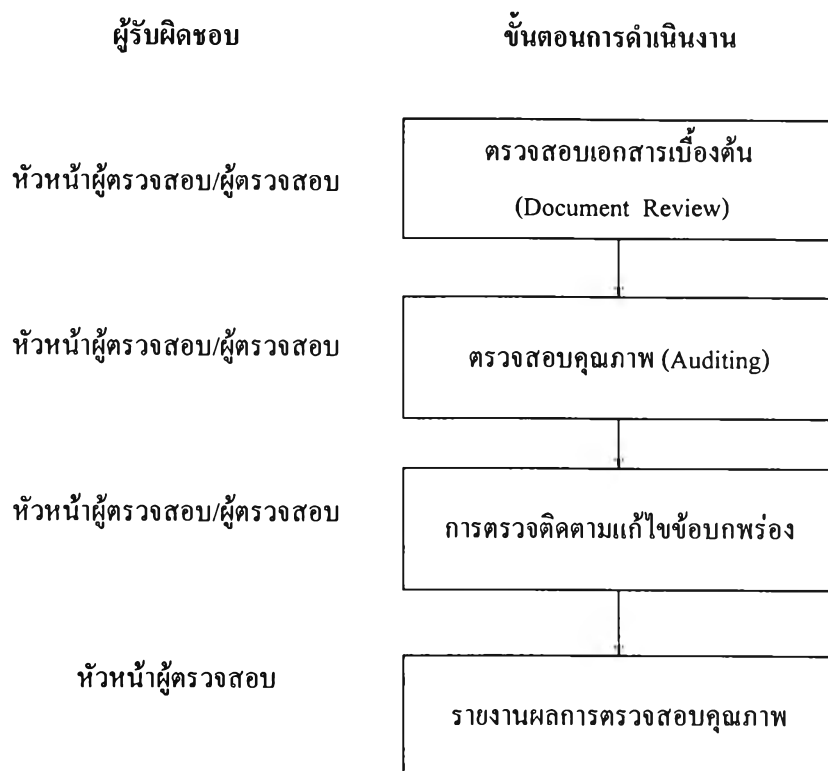 ผู้รับผิดชอบ ขั้นตอนการดำเนินงาน
ตรวจสอบเอกสารเบื้องต้น
หัวหน้าผู้ตรวจสอบ/ผู้ตรวจสอบ
(Document Review)
หัวหน้าผู้ตรวจสอบ/ผู้ตรวจสอบ
ตรวจสอบคุณภาพ (Auditing)
หัวหน้าผู้ตรวจสอบ/ผู้ตรวจสอบ
การตรวจติดตามแก้ไขข้อบกพร่อง
หัวหน้าผู้ตรวจสอบ
รายงานผลการตรวจสอบคุณภาพ